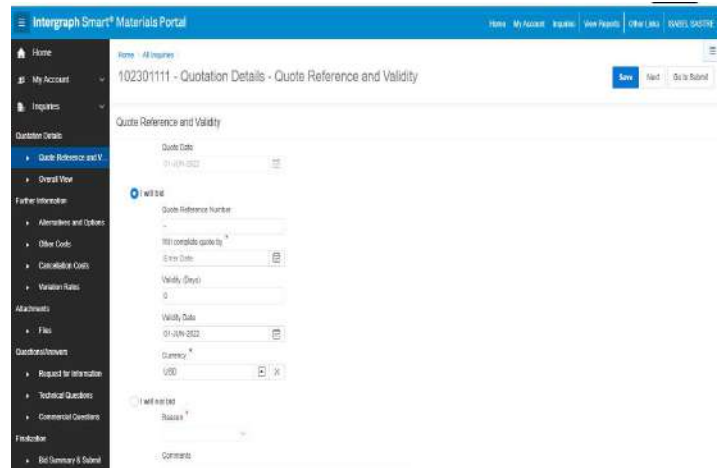 Intergraph Smart® Materials Portal
Home My Account Inquiries View Reports Other Links ISABEL SASTRE
Home
My Account
Inquiries
Quotation Details
Quote Reference and V...
Overall View
Further Information
Alternatives and Options
Other Costs
Cancellation Costs
Variation Rates
Attachments
Files
Questions/Answers
Request for Information
Technical Questions
Commercial Questions
Finalization
Bid Summary & Submit
Home All Inquiries
102301111 - Quotation Details - Quote Reference and Validity
Save Next Go to Submit
Quote Reference and Validity
Quote Date
01-JUN-2022
I will bid
Quote Reference Number
-
Will complete quote by *
Enter Date
Validity (Days)
0
Validity Date
01-JUN-2022
Currency *
USD
I will not bid
Reason *
Comments